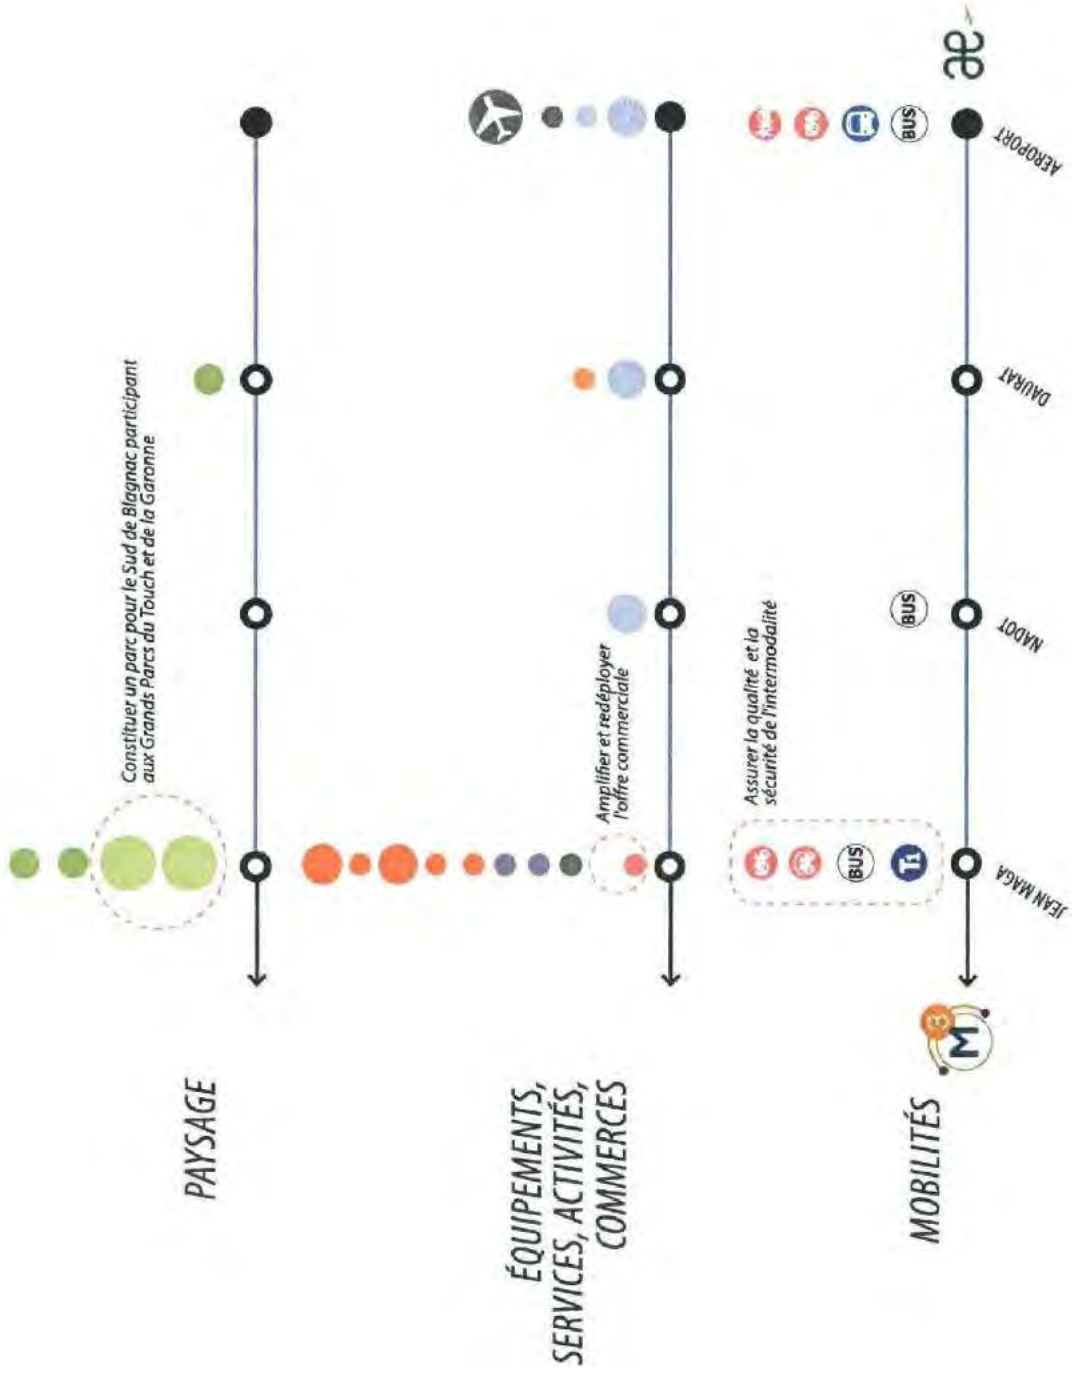 PAYSAGE
Constituer un parc pour le Sud de Blagnac participant
aux Grands Parcs du Touch et de la Garonne
ÉQUIPEMENTS,
SERVICES, ACTIVITÉS,
COMMERCES
Amplifier et redéployer
l'offre commerciale
MOBILITÉS
M
3
Assurer la qualité et la
sécurité de l'intermodalité
BUS
T1
BUS
BUS
JEAN MAGA
NADOT
DAURAT
AEROPORT
æ